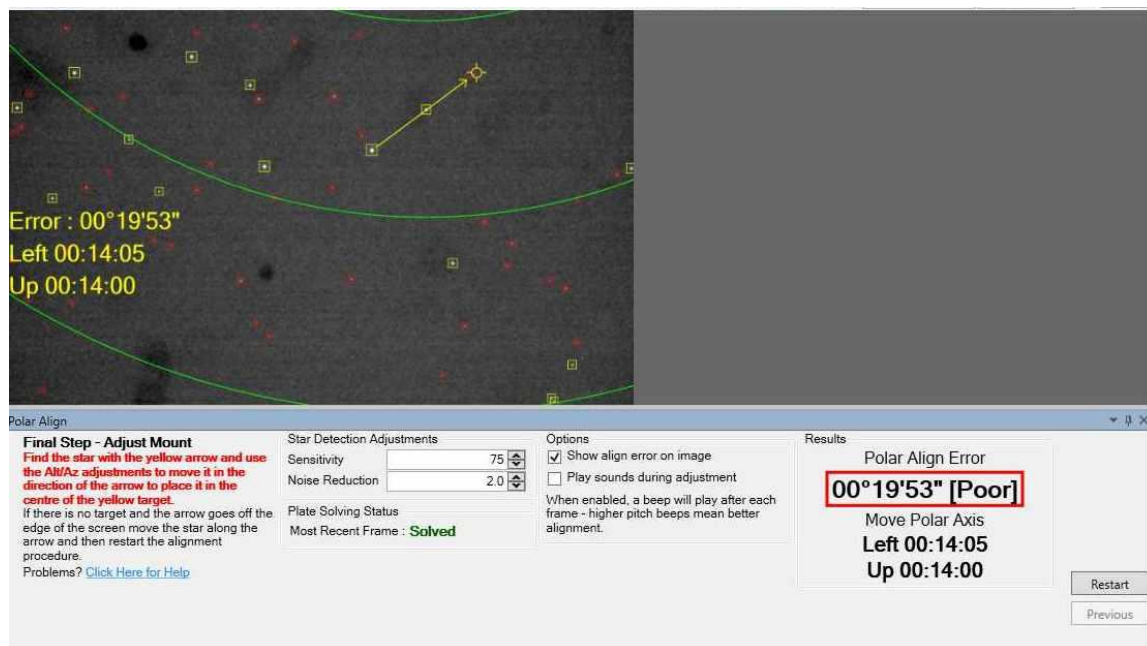 Error : 00°19'53"
Left 00:14:05
Up 00:14:00
Polar Align
Final Step - Adjust Mount
Find the star with the yellow arrow and use
the Alt/Az adjustments to move it in the
direction of the arrow to place it in the
centre of the yellow target.
If there is no target and the arrow goes off the
edge of the screen move the star along the
arrow and then restart the alignment
procedure.
Problems? Click Here for Help
Star Detection Adjustments
Sensitivity 75
Noise Reduction 2.0
Plate Solving Status
Most Recent Frame : Solved
Options
Show align error on image
Play sounds during adjustment
When enabled, a beep will play after each
frame - higher pitch beeps mean better
alignment.
Results
Polar Align Error
00°19'53" [Poor]
Move Polar Axis
Left 00:14:05
Up 00:14:00
Restart
Previous